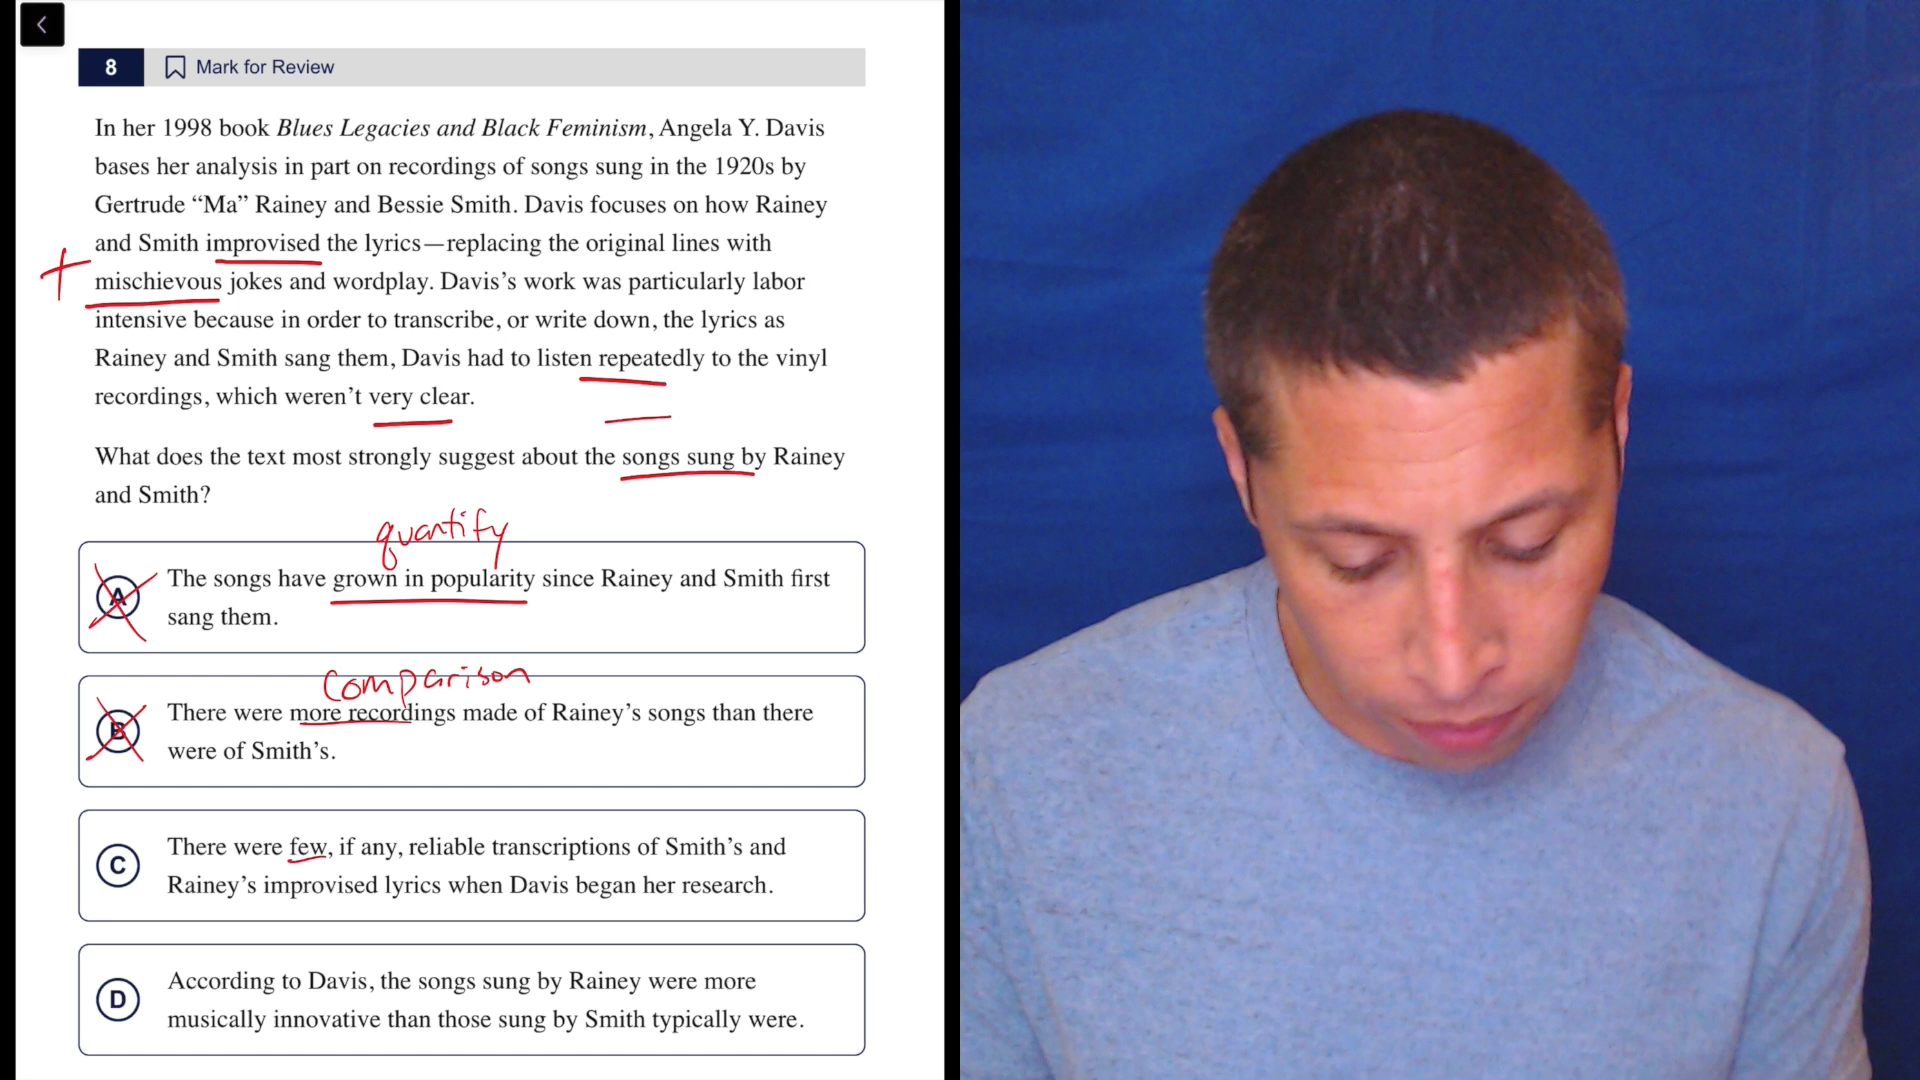 8 Mark for Review
In her 1998 book Blues Legacies and Black Feminism, Angela Y. Davis
bases her analysis in part on recordings of songs sung in the 1920s by
Gertrude “Ma” Rainey and Bessie Smith. Davis focuses on how Rainey
and Smith improvised the lyrics—replacing the original lines with
mischievous jokes and wordplay. Davis’s work was particularly labor
intensive because in order to transcribe, or write down, the lyrics as
Rainey and Smith sang them, Davis had to listen repeatedly to the vinyl
recordings, which weren’t very clear.
What does the text most strongly suggest about the songs sung by Rainey
and Smith?
quantify
A The songs have grown in popularity since Rainey and Smith first
sang them.
comparison
B There were more recordings made of Rainey’s songs than there
were of Smith’s.
C There were few, if any, reliable transcriptions of Smith’s and
Rainey’s improvised lyrics when Davis began her research.
D According to Davis, the songs sung by Rainey were more
musically innovative than those sung by Smith typically were.